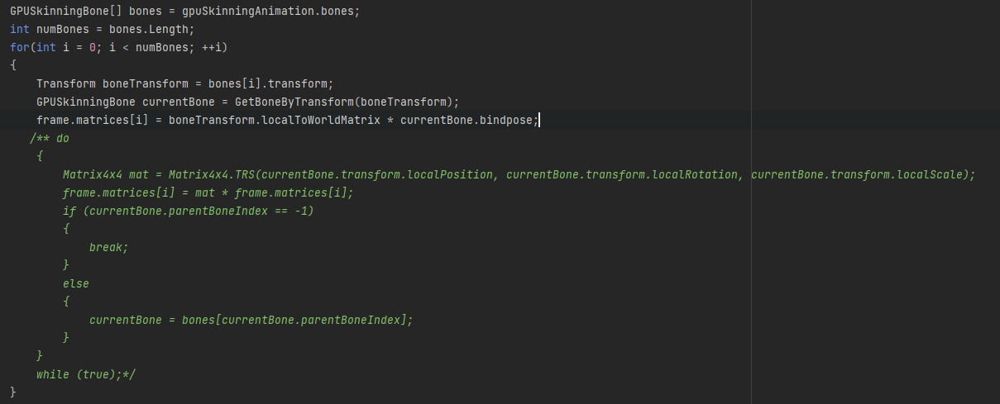 GPUSkinningBone[] bones = gpuSkinningAnimation.bones;
int numBones = bones.Length;
for(int i = 0; i < numBones; ++i)
{
    Transform boneTransform = bones[i].transform;
    GPUSkinningBone currentBone = GetBoneByTransform(boneTransform);
    frame.matrices[i] = boneTransform.localToWorldMatrix * currentBone.bindpose;
   /** do
    {
        Matrix4x4 mat = Matrix4x4.TRS(currentBone.transform.localPosition, currentBone.transform.localRotation, currentBone.transform.localScale);
        frame.matrices[i] = mat * frame.matrices[i];
        if (currentBone.parentBoneIndex == -1)
        {
            break;
        }
        else
        {
            currentBone = bones[currentBone.parentBoneIndex];
        }
    }
    while (true);*/
}